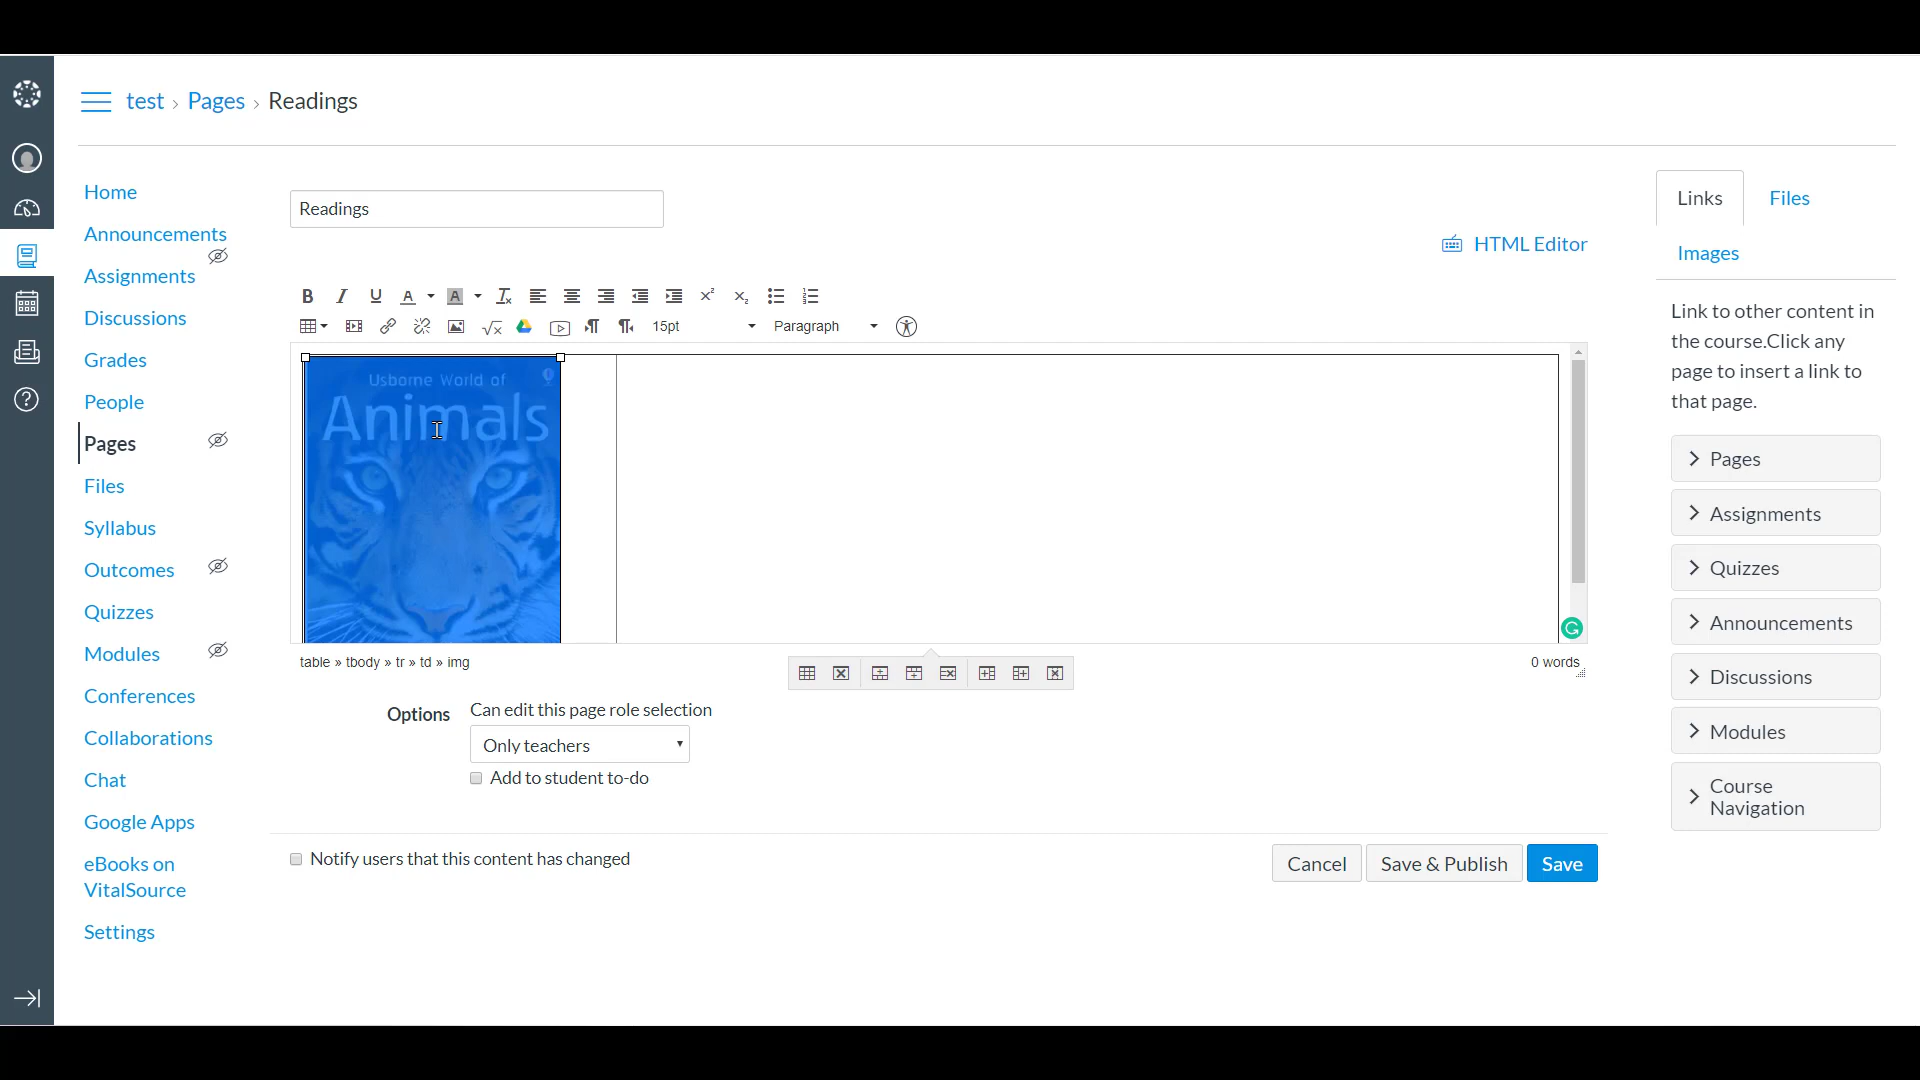 test › Pages › Readings
Home
Announcements
Assignments
Discussions
Grades
People
Pages
Files
Syllabus
Outcomes
Quizzes
Modules
Conferences
Collaborations
Chat
Google Apps
eBooks on
VitalSource
Settings
Readings
HTML Editor
15pt
Paragraph
Usborne World of
Animals
table » tbody » tr » td » img
0 words
Options
Can edit this page role selection
Only teachers
Add to student to-do
Notify users that this content has changed
Cancel
Save & Publish
Save
Links
Files
Images
Link to other content in
the course.Click any
page to insert a link to
that page.
Pages
Assignments
Quizzes
Announcements
Discussions
Modules
Course
Navigation